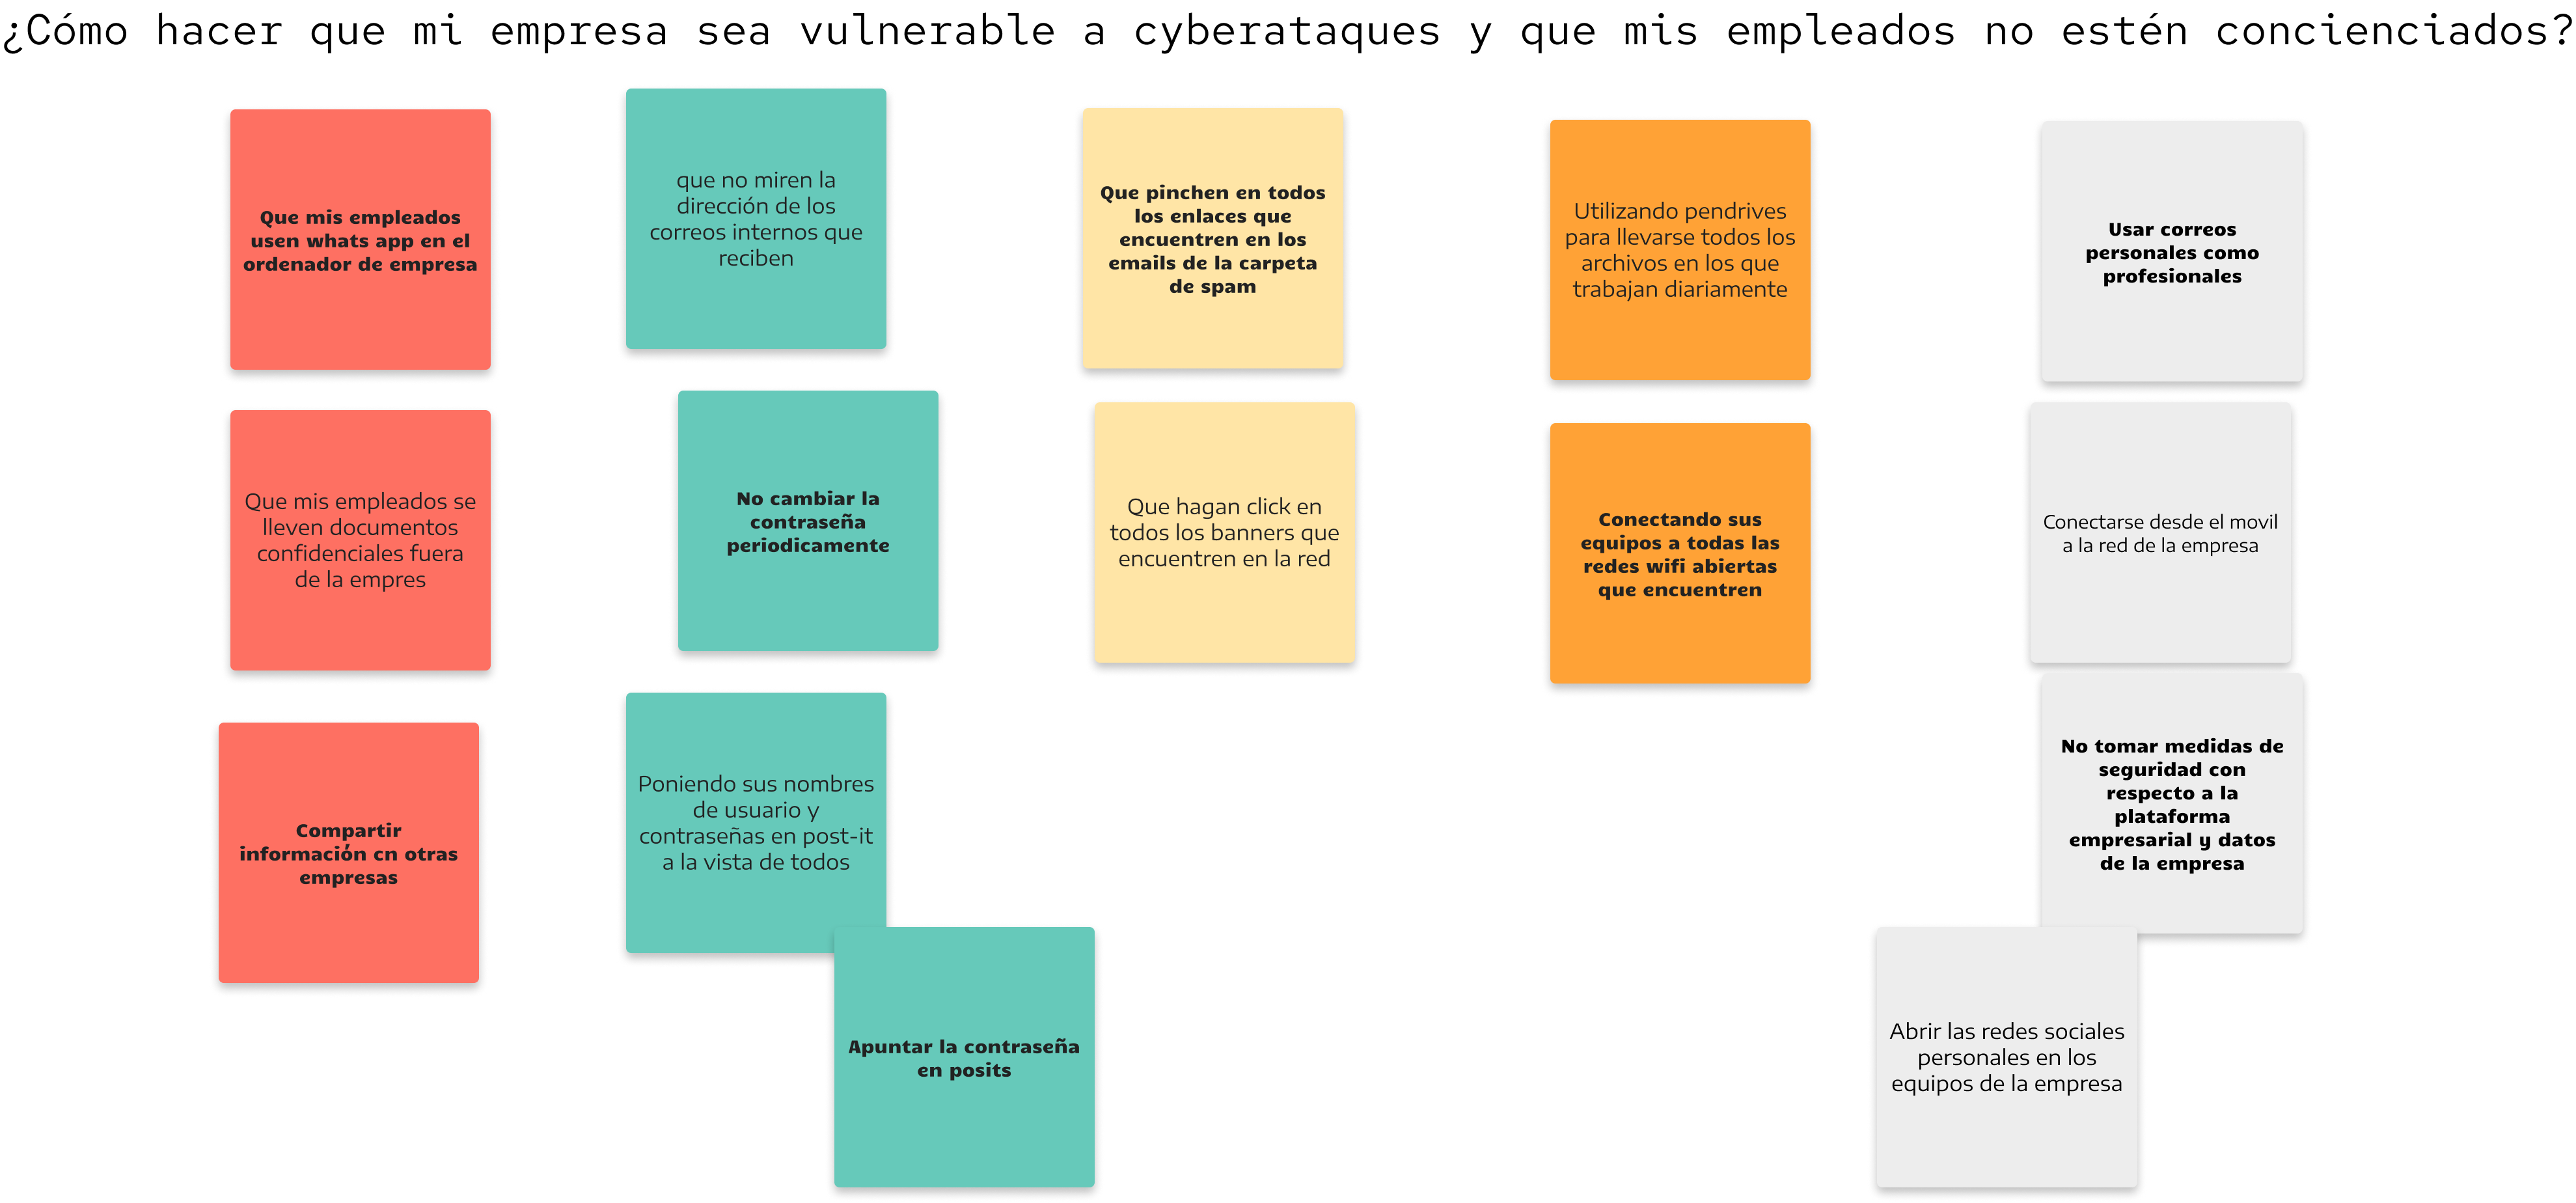 ¿Cómo hacer que mi empresa sea vulnerable a cyberataques y que mis empleados no estén concienciados?
Que mis empleados
usen whats app en el
ordenador de empresa
que no miren la
dirección de los
correos internos que
reciben
Que pinchen en todos
los enlaces que
encuentren en los
emails de la carpeta
de spam
Utilizando pendrives
para llevarse todos los
archivos en los que
trabajan diariamente
Usar correos
personales como
profesionales
Que mis empleados se
lleven documentos
confidenciales fuera
de la empres
No cambiar la
contraseña
periodicamente
Que hagan click en
todos los banners que
encuentren en la red
Conectando sus
equipos a todas las
redes wifi abiertas
que encuentren
Conectarse desde el movil
a la red de la empresa
Compartir
información cn otras
empresas
Poniendo sus nombres
de usuario y
contraseñas en post-it
a la vista de todos
No tomar medidas de
seguridad con
respecto a la
plataforma
empresarial y datos
de la empresa
Apuntar la contraseña
en posits
Abrir las redes sociales
personales en los
equipos de la empresa